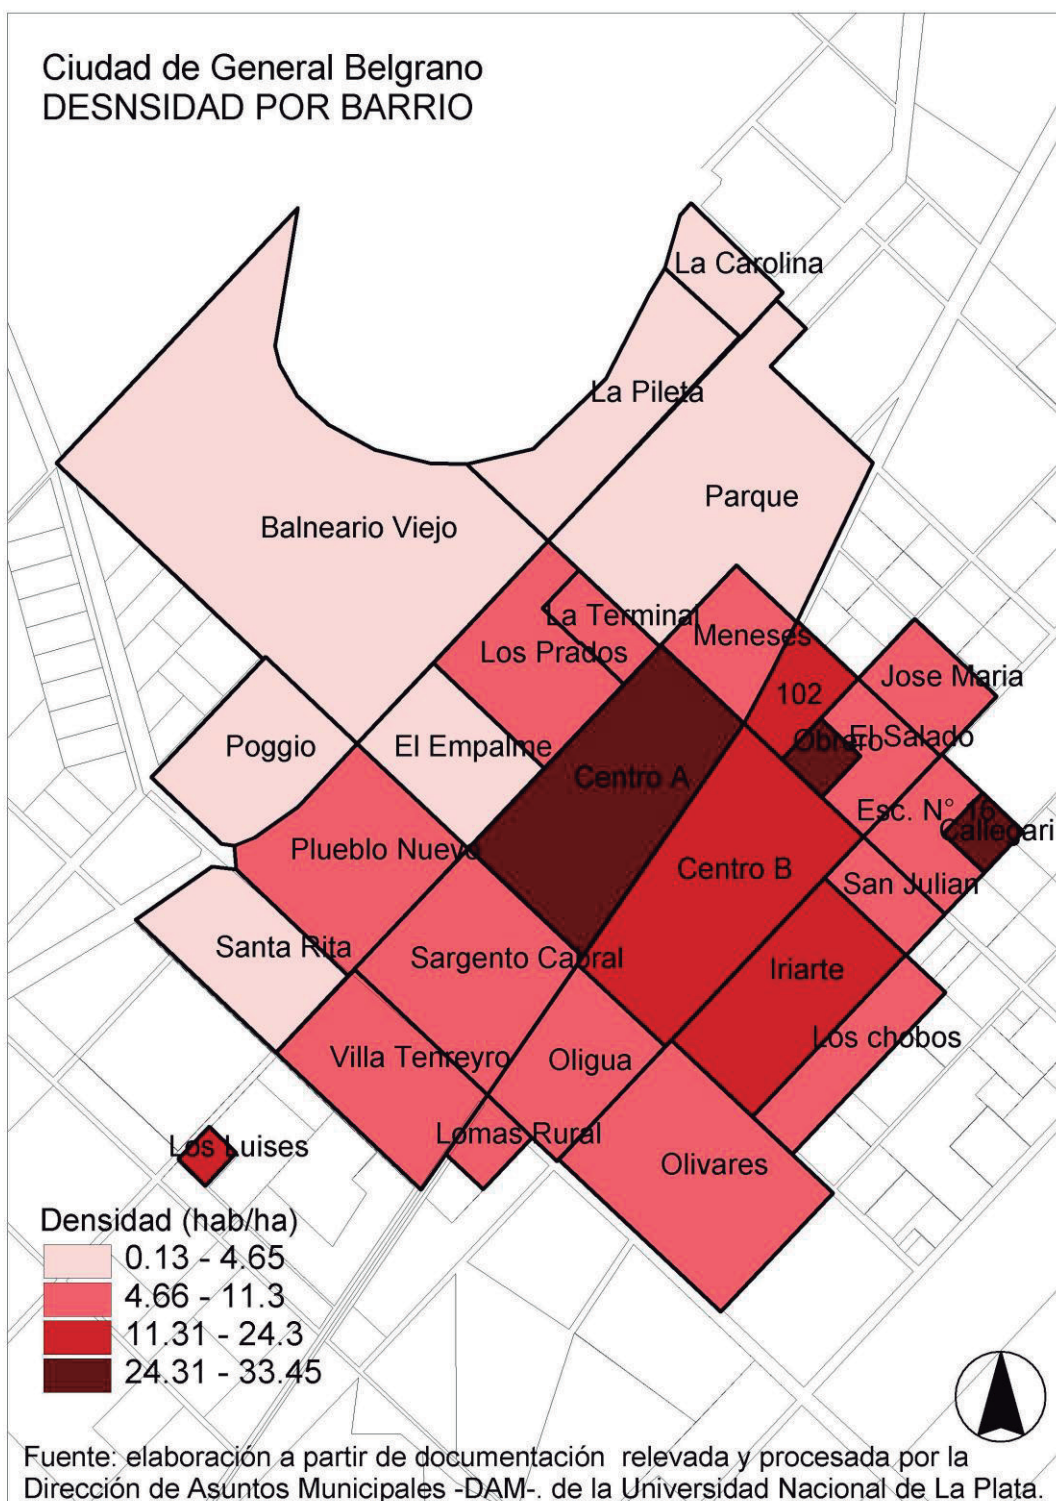 Ciudad de General Belgrano
DESNSIDAD POR BARRIO
La Carolina
La Pileta
Parque
Balneario Viejo
La Terminal
Meneses
Los Prados
Jose Maria
102
El Salado
Obrero
Poggio
El Empalme
Centro A
Esc. N° 16
Callegari
Plueblo Nuevo
Centro B
San Julian
Santa Rita
Sargento Cabral
Iriarte
Los chobos
Villa Tenreyro
Oligua
Lomas Rural
Los Luises
Olivares
Densidad (hab/ha)
0.13 - 4.65
4.66 - 11.3
11.31 - 24.3
24.31 - 33.45
Fuente: elaboración a partir de documentación relevada y procesada por la
Dirección de Asuntos Municipales -DAM-. de la Universidad Nacional de La Plata.